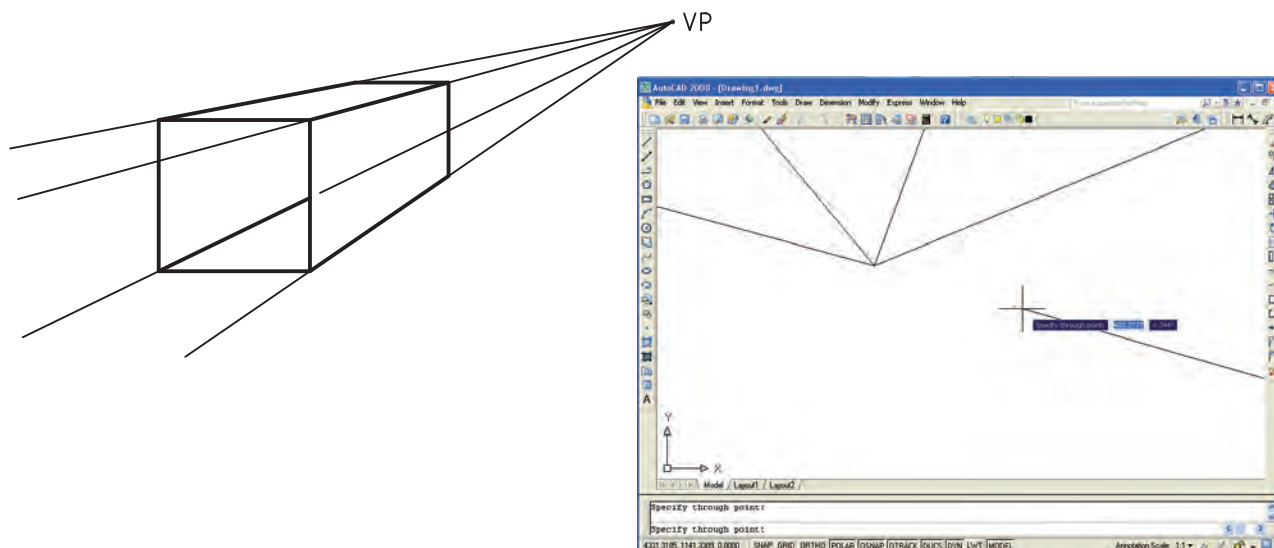 VP
AutoCAD 2008 - [Drawing1.dwg]
File Edit View Insert Format Tools Draw Dimension Modify Express Window Help
A
Specify through point:
Y
X
Model / Layout1 / Layout2 /
Specify through point:
Specify through point:
SNAP GRID ORTHO POLAR OSNAP OTRACK DUCS DYN LWT MODEL
Annotation Scale: 1:1